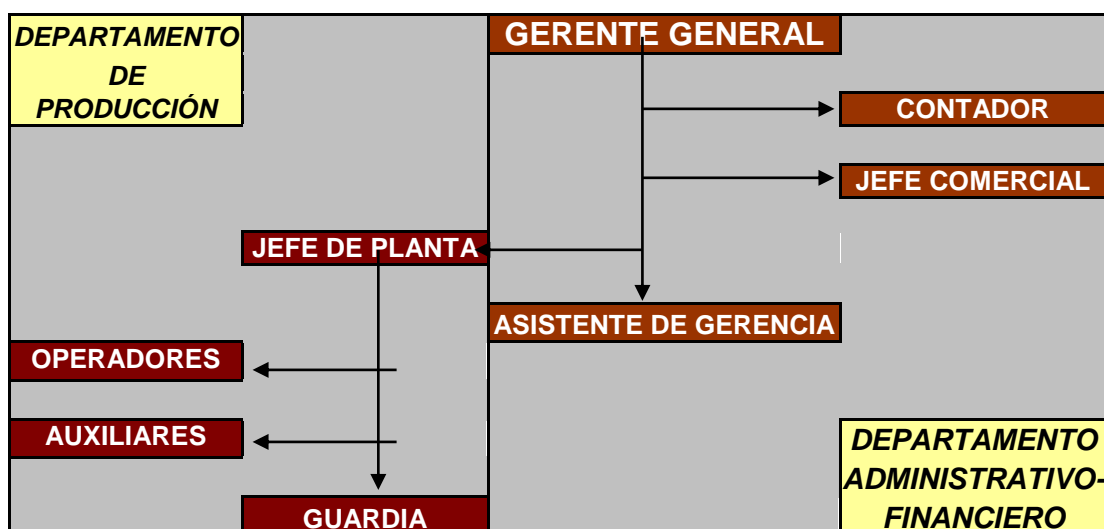 DEPARTAMENTO
DE
PRODUCCIÓN
GERENTE GENERAL
CONTADOR
JEFE COMERCIAL
JEFE DE PLANTA
ASISTENTE DE GERENCIA
OPERADORES
AUXILIARES
GUARDIA
DEPARTAMENTO
ADMINISTRATIVO-
FINANCIERO